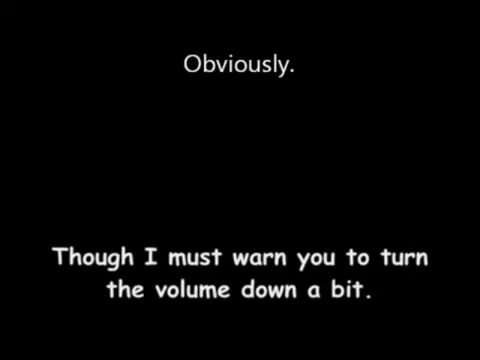 Obviously.
Though I must warn you to turn
the volume down a bit.